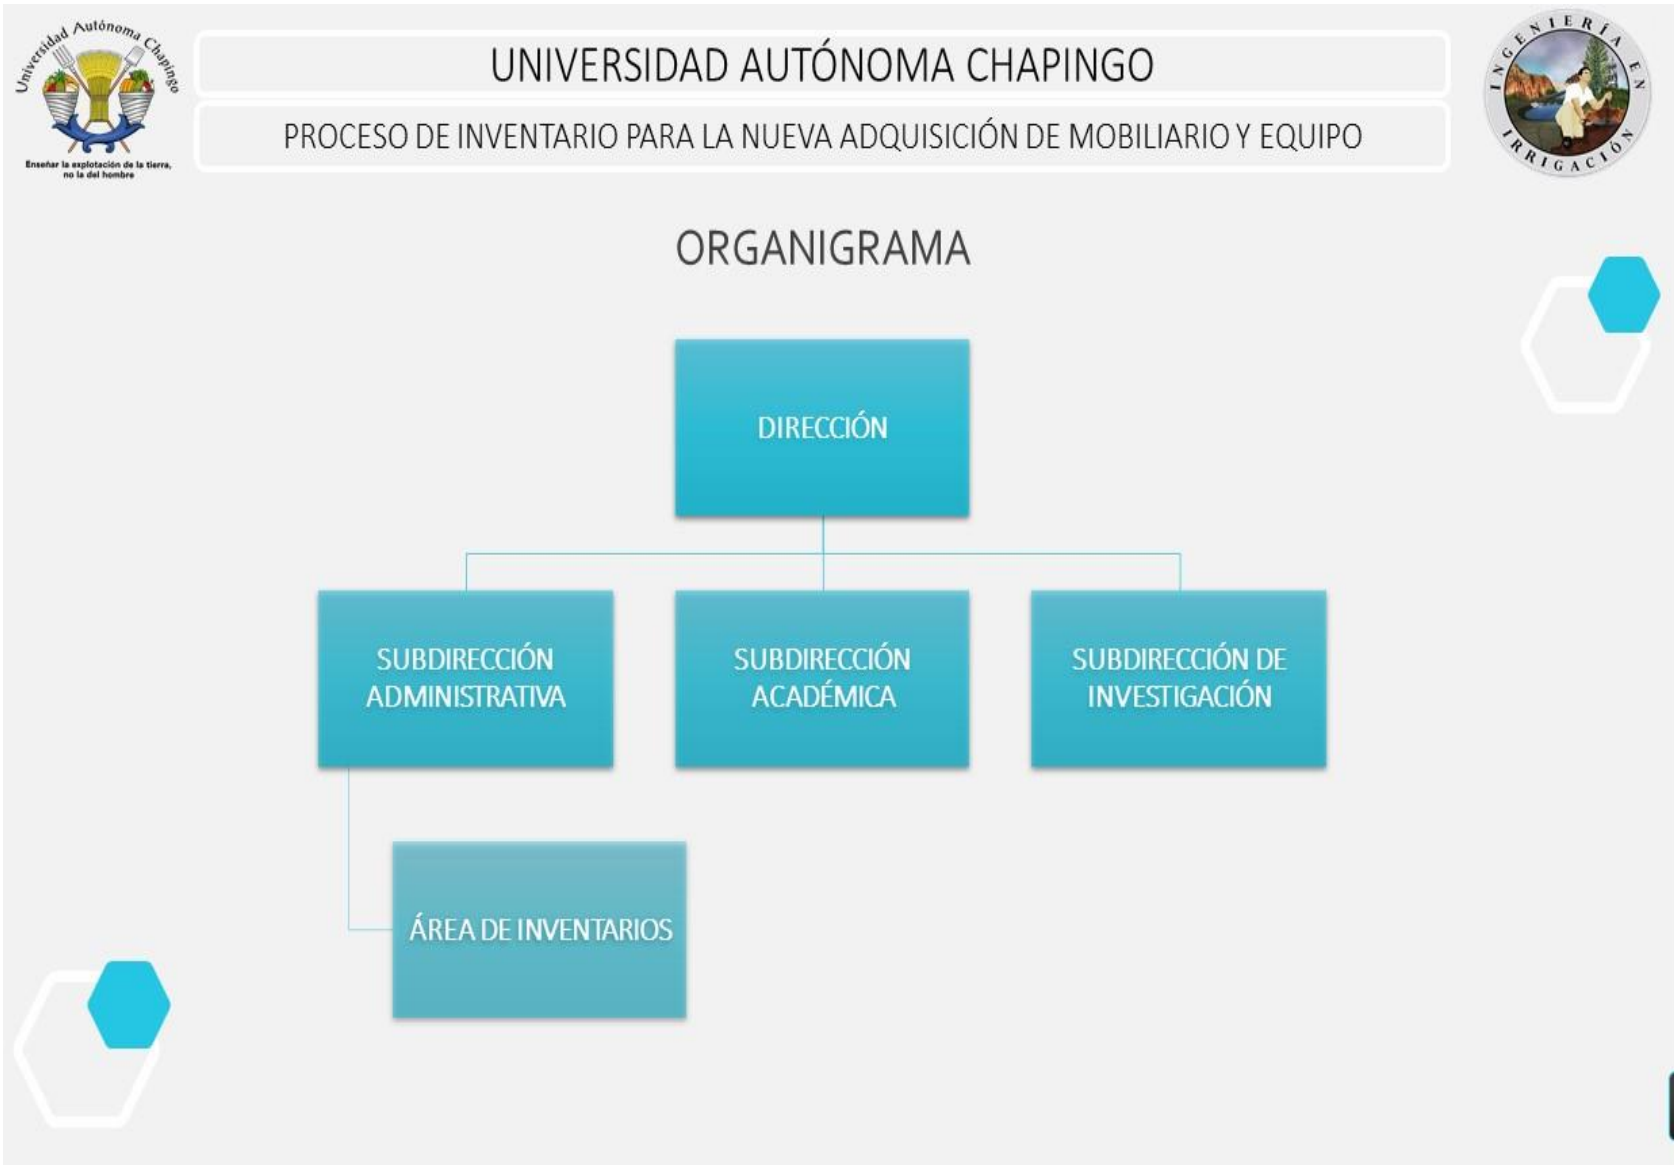 Universidad Autónoma Chapingo
Enseñar la explotación de la tierra,
no la del hombre
UNIVERSIDAD AUTÓNOMA CHAPINGO
PROCESO DE INVENTARIO PARA LA NUEVA ADQUISICIÓN DE MOBILIARIO Y EQUIPO
INGENIERÍA EN
IRRIGACIÓN
ORGANIGRAMA
DIRECCIÓN
SUBDIRECCIÓN
ADMINISTRATIVA
SUBDIRECCIÓN
ACADÉMICA
SUBDIRECCIÓN DE
INVESTIGACIÓN
ÁREA DE INVENTARIOS